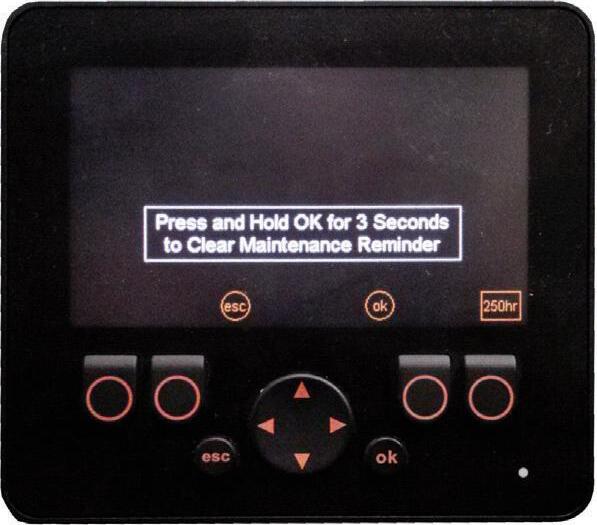 Press and Hold OK for 3 Seconds
to Clear Maintenance Reminder
esc
ok
250hr
esc
ok